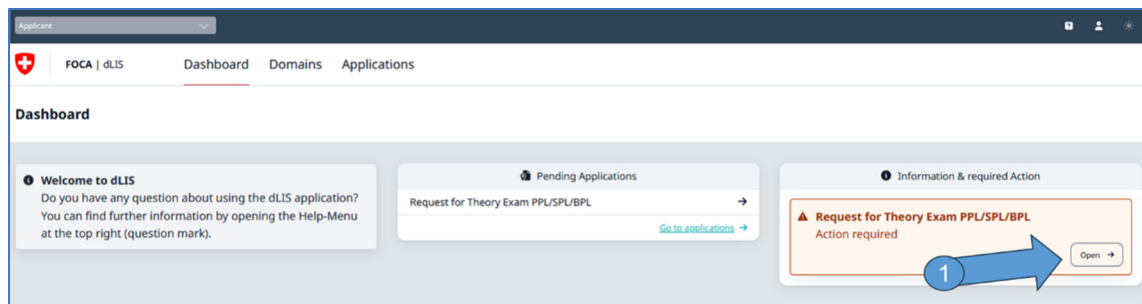 Applicant
FOCA | dLIS
Dashboard Domains Applications
Dashboard
Welcome to dLIS
Do you have any question about using the dLIS application?
You can find further information by opening the Help-Menu
at the top right (question mark).
Pending Applications
Request for Theory Exam PPL/SPL/BPL
Go to applications
Information & required Action
Request for Theory Exam PPL/SPL/BPL
Action required
Open
1